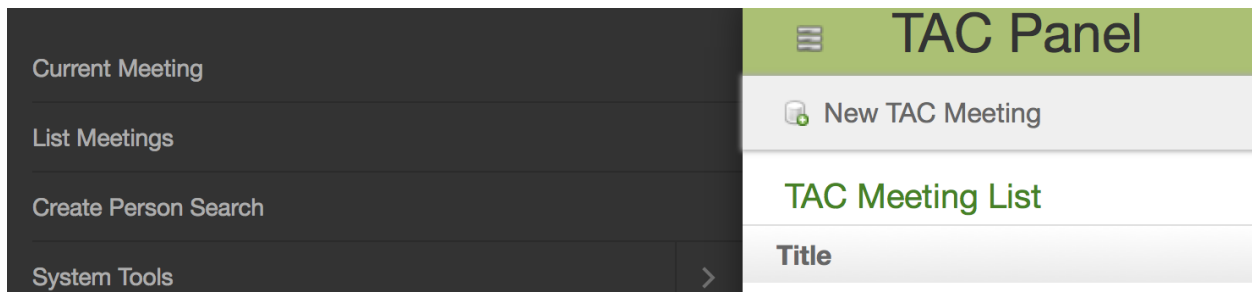 Current Meeting
List Meetings
Create Person Search
System Tools
TAC Panel
New TAC Meeting
TAC Meeting List
Title